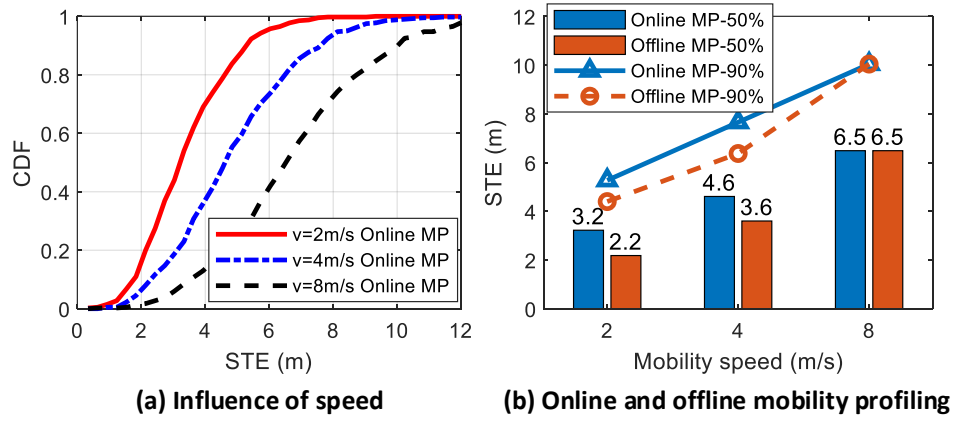 CDF
1
0.8
0.6
0.4
0.2
0
0
2
4
6
8
10
12
STE (m)
v=2m/s Online MP
v=4m/s Online MP
v=8m/s Online MP
(a) Influence of speed
STE (m)
12
10
8
6
4
2
0
Online MP-50%
Offline MP-50%
Online MP-90%
Offline MP-90%
3.2
2.2
4.6
3.6
6.5
6.5
2
4
8
Mobility speed (m/s)
(b) Online and offline mobility profiling